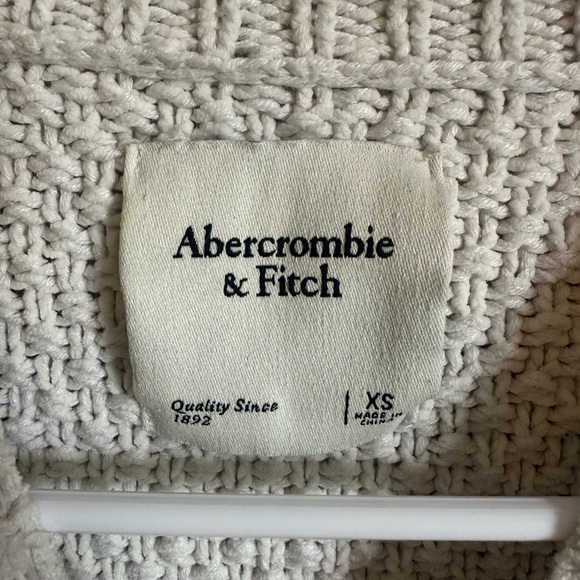 Abercrombie
& Fitch
Quality Since
1892
XS
MADE IN
CHINA